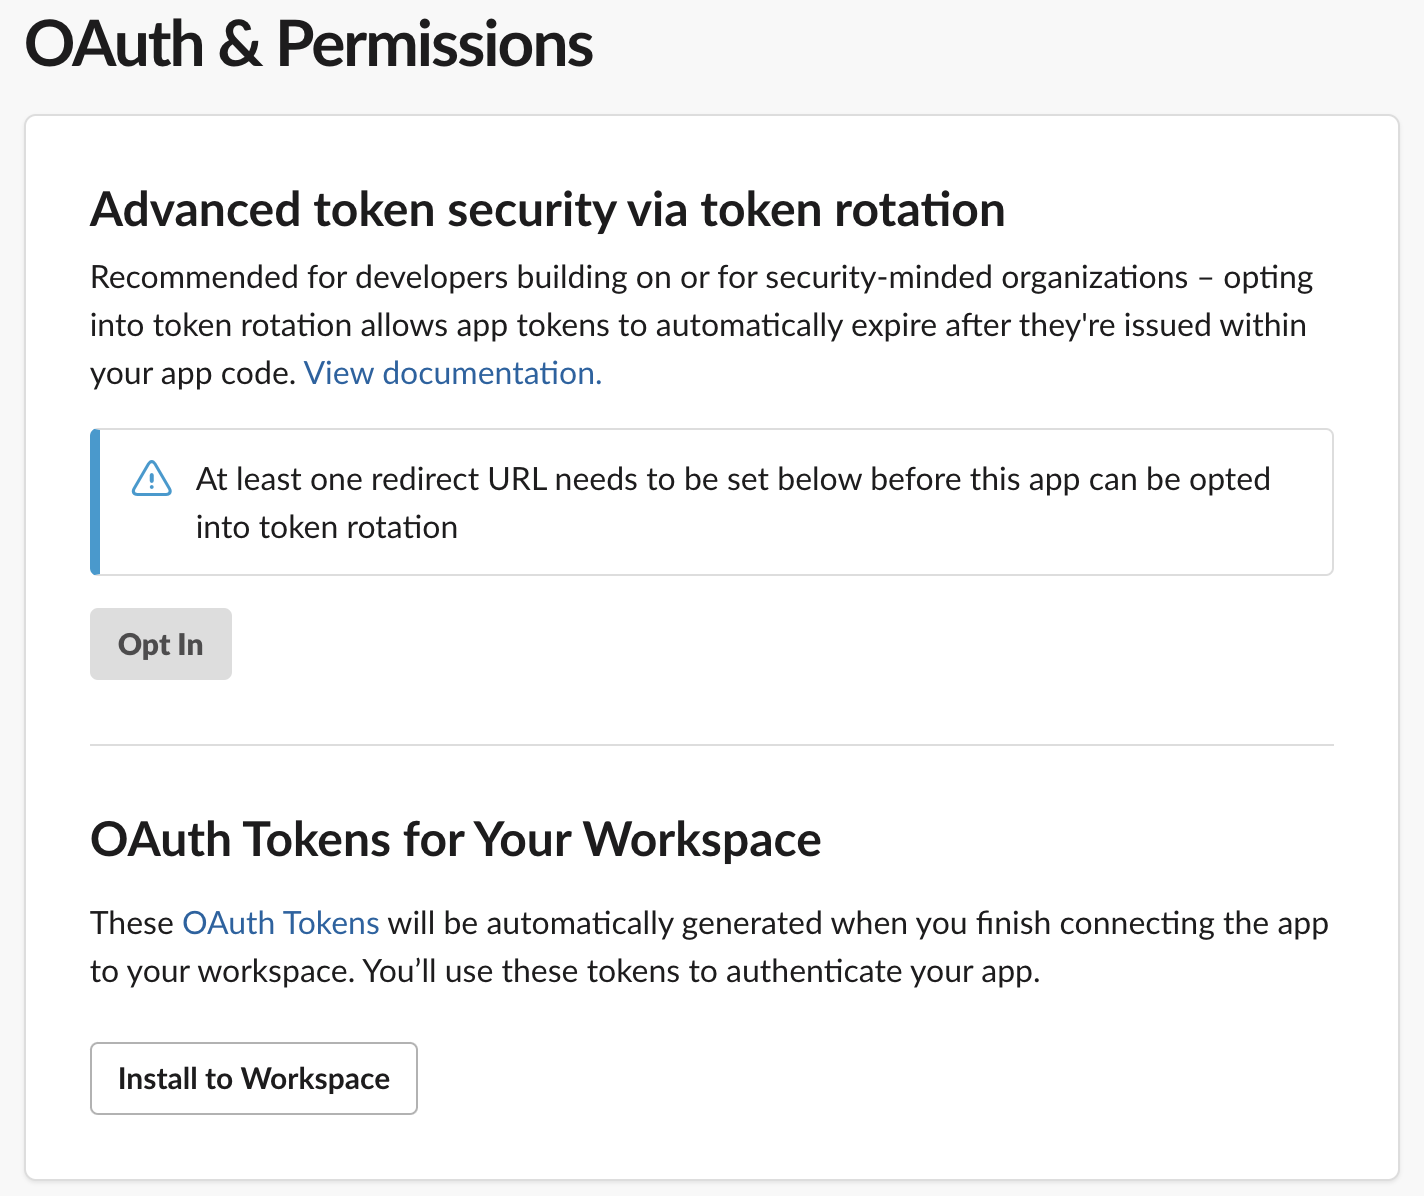 OAuth & Permissions
Advanced token security via token rotation
Recommended for developers building on or for security-minded organizations – opting
into token rotation allows app tokens to automatically expire after they're issued within
your app code. View documentation.
At least one redirect URL needs to be set below before this app can be opted
into token rotation
Opt In
OAuth Tokens for Your Workspace
These OAuth Tokens will be automatically generated when you finish connecting the app
to your workspace. You’ll use these tokens to authenticate your app.
Install to Workspace